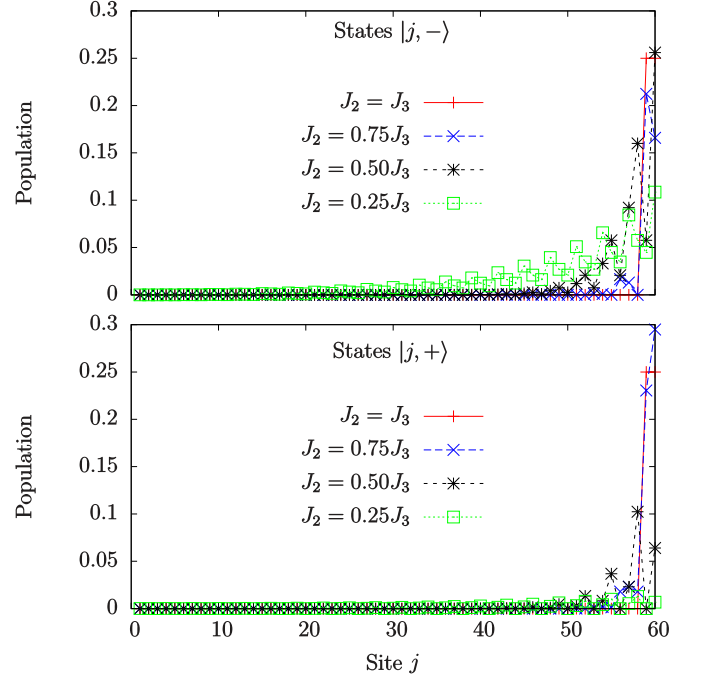 0.3
0.25
0.2
0.15
0.1
0.05
0
Population
States |j, −⟩
J₂ = J₃
J₂ = 0.75J₃
J₂ = 0.50J₃
J₂ = 0.25J₃
0.3
0.25
0.2
0.15
0.1
0.05
0
Population
States |j, +⟩
J₂ = J₃
J₂ = 0.75J₃
J₂ = 0.50J₃
J₂ = 0.25J₃
0 10 20 30 40 50 60
Site j